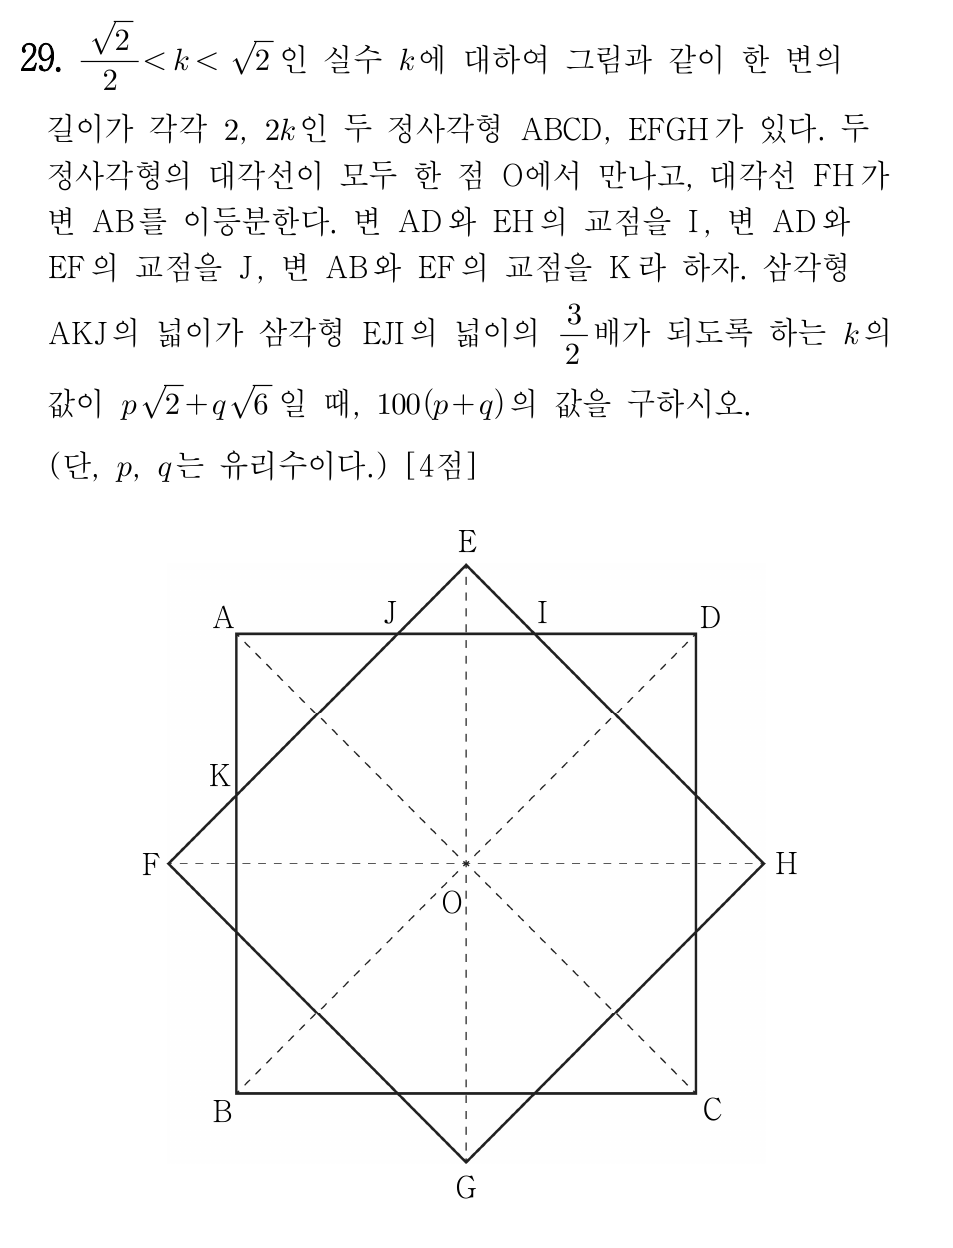 29. √2/2 < k < √2 인 실수 k에 대하여 그림과 같이 한 변의
길이가 각각 2, 2k인 두 정사각형 ABCD, EFGH가 있다. 두
정사각형의 대각선이 모두 한 점 O에서 만나고, 대각선 FH가
변 AB를 이등분한다. 변 AD와 EH의 교점을 I, 변 AD와
EF의 교점을 J, 변 AB와 EF의 교점을 K라 하자. 삼각형
AKJ의 넓이가 삼각형 EJI의 넓이의 3/2배가 되도록 하는 k의
값이 p√2+q√6 일 때, 100(p+q)의 값을 구하시오.
(단, p, q는 유리수이다.) [4점]
E
A J I D
K
F H
O
B C
G